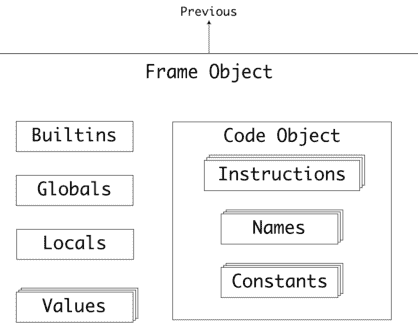 Previous
Frame Object
Builtins
Globals
Locals
Values
Code Object
Instructions
Names
Constants